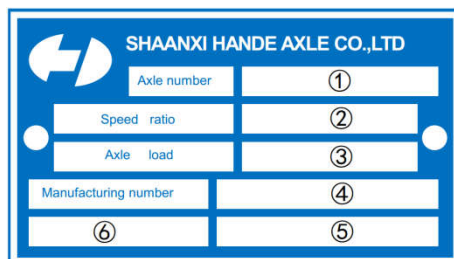 SHAANXI HANDE AXLE CO.,LTD
Axle number ①
Speed ratio ②
Axle load ③
Manufacturing number ④
⑥ ⑤